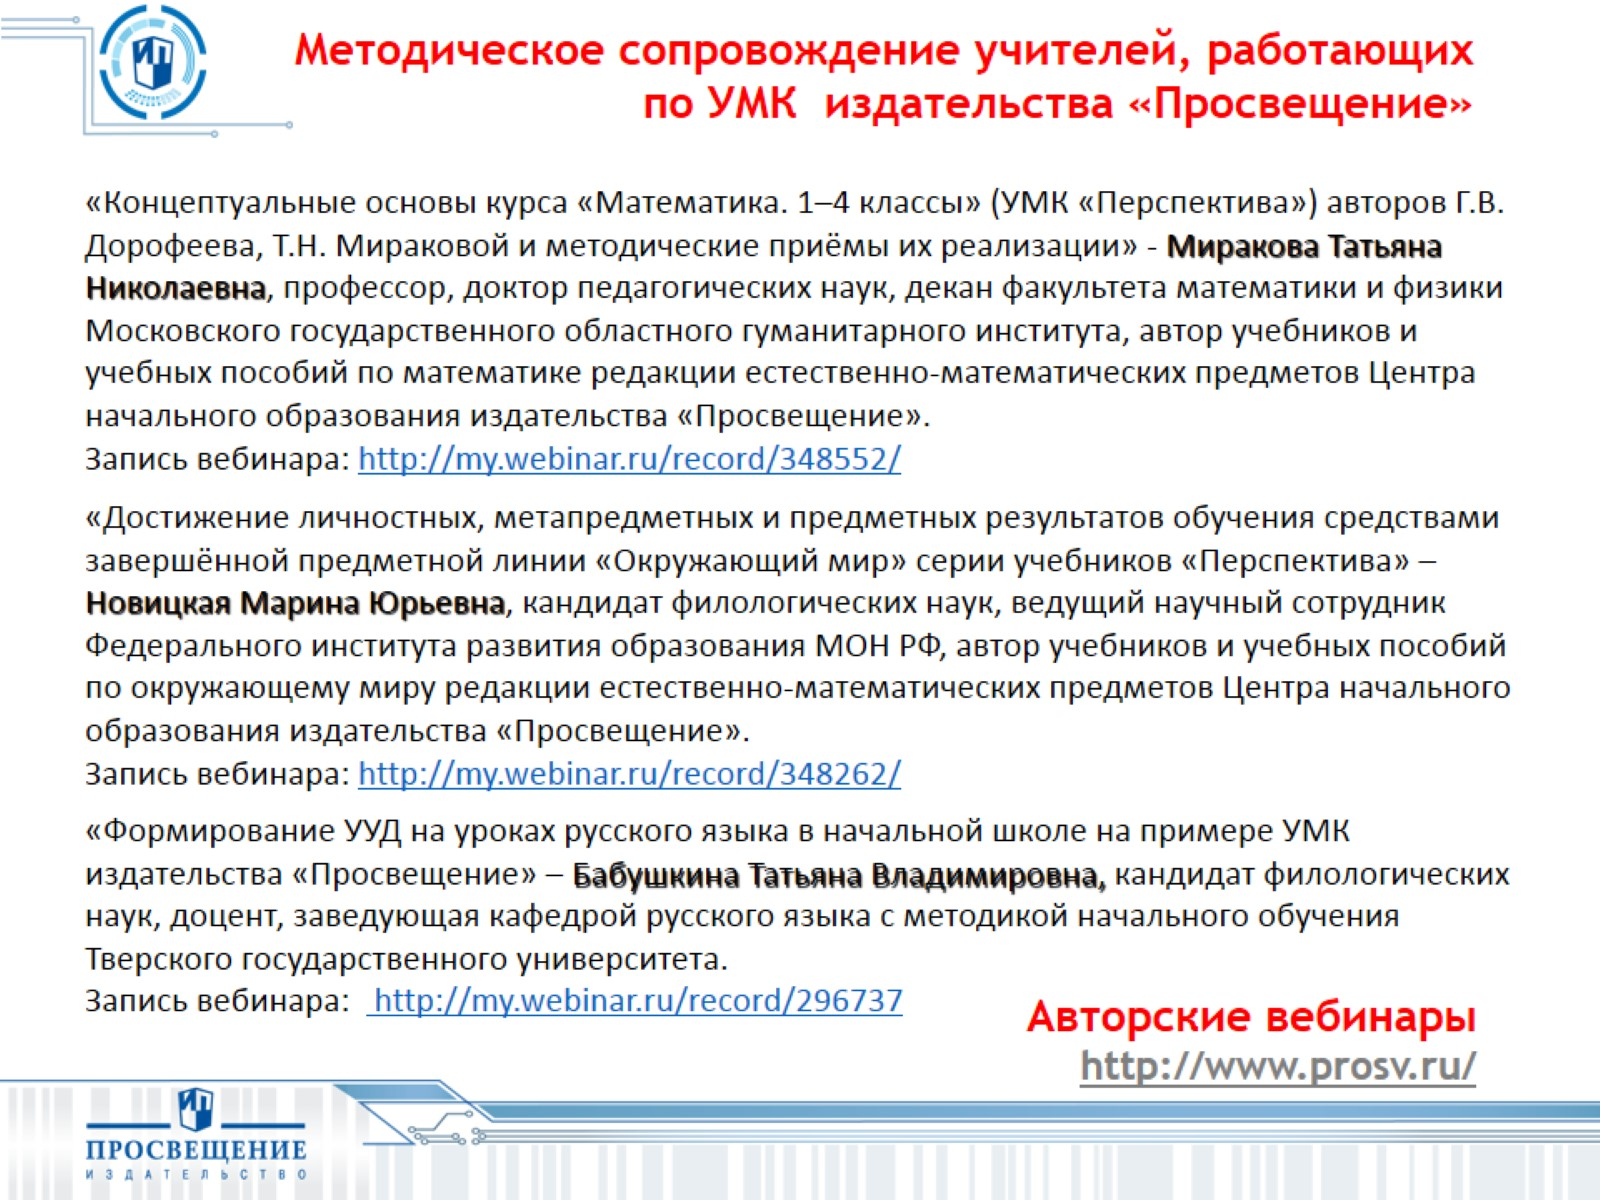 ИП
Методическое сопровождение учителей, работающих
по УМК издательства «Просвещение»
«Концептуальные основы курса «Математика. 1–4 классы» (УМК «Перспектива») авторов Г.В.
Дорофеева, Т.Н. Мираковой и методические приёмы их реализации» - Миракова Татьяна
Николаевна, профессор, доктор педагогических наук, декан факультета математики и физики
Московского государственного областного гуманитарного института, автор учебников и
учебных пособий по математике редакции естественно-математических предметов Центра
начального образования издательства «Просвещение».
Запись вебинара: http://my.webinar.ru/record/348552/
«Достижение личностных, метапредметных и предметных результатов обучения средствами
завершённой предметной линии «Окружающий мир» серии учебников «Перспектива» –
Новицкая Марина Юрьевна, кандидат филологических наук, ведущий научный сотрудник
Федерального института развития образования МОН РФ, автор учебников и учебных пособий
по окружающему миру редакции естественно-математических предметов Центра начального
образования издательства «Просвещение».
Запись вебинара: http://my.webinar.ru/record/348262/
«Формирование УУД на уроках русского языка в начальной школе на примере УМК
издательства «Просвещение» – Бабушкина Татьяна Владимировна, кандидат филологических
наук, доцент, заведующая кафедрой русского языка с методикой начального обучения
Тверского государственного университета.
Запись вебинара: http://my.webinar.ru/record/296737
Авторские вебинары
http://www.prosv.ru/
ИП
ПРОСВЕЩЕНИЕ
ИЗДАТЕЛЬСТВО